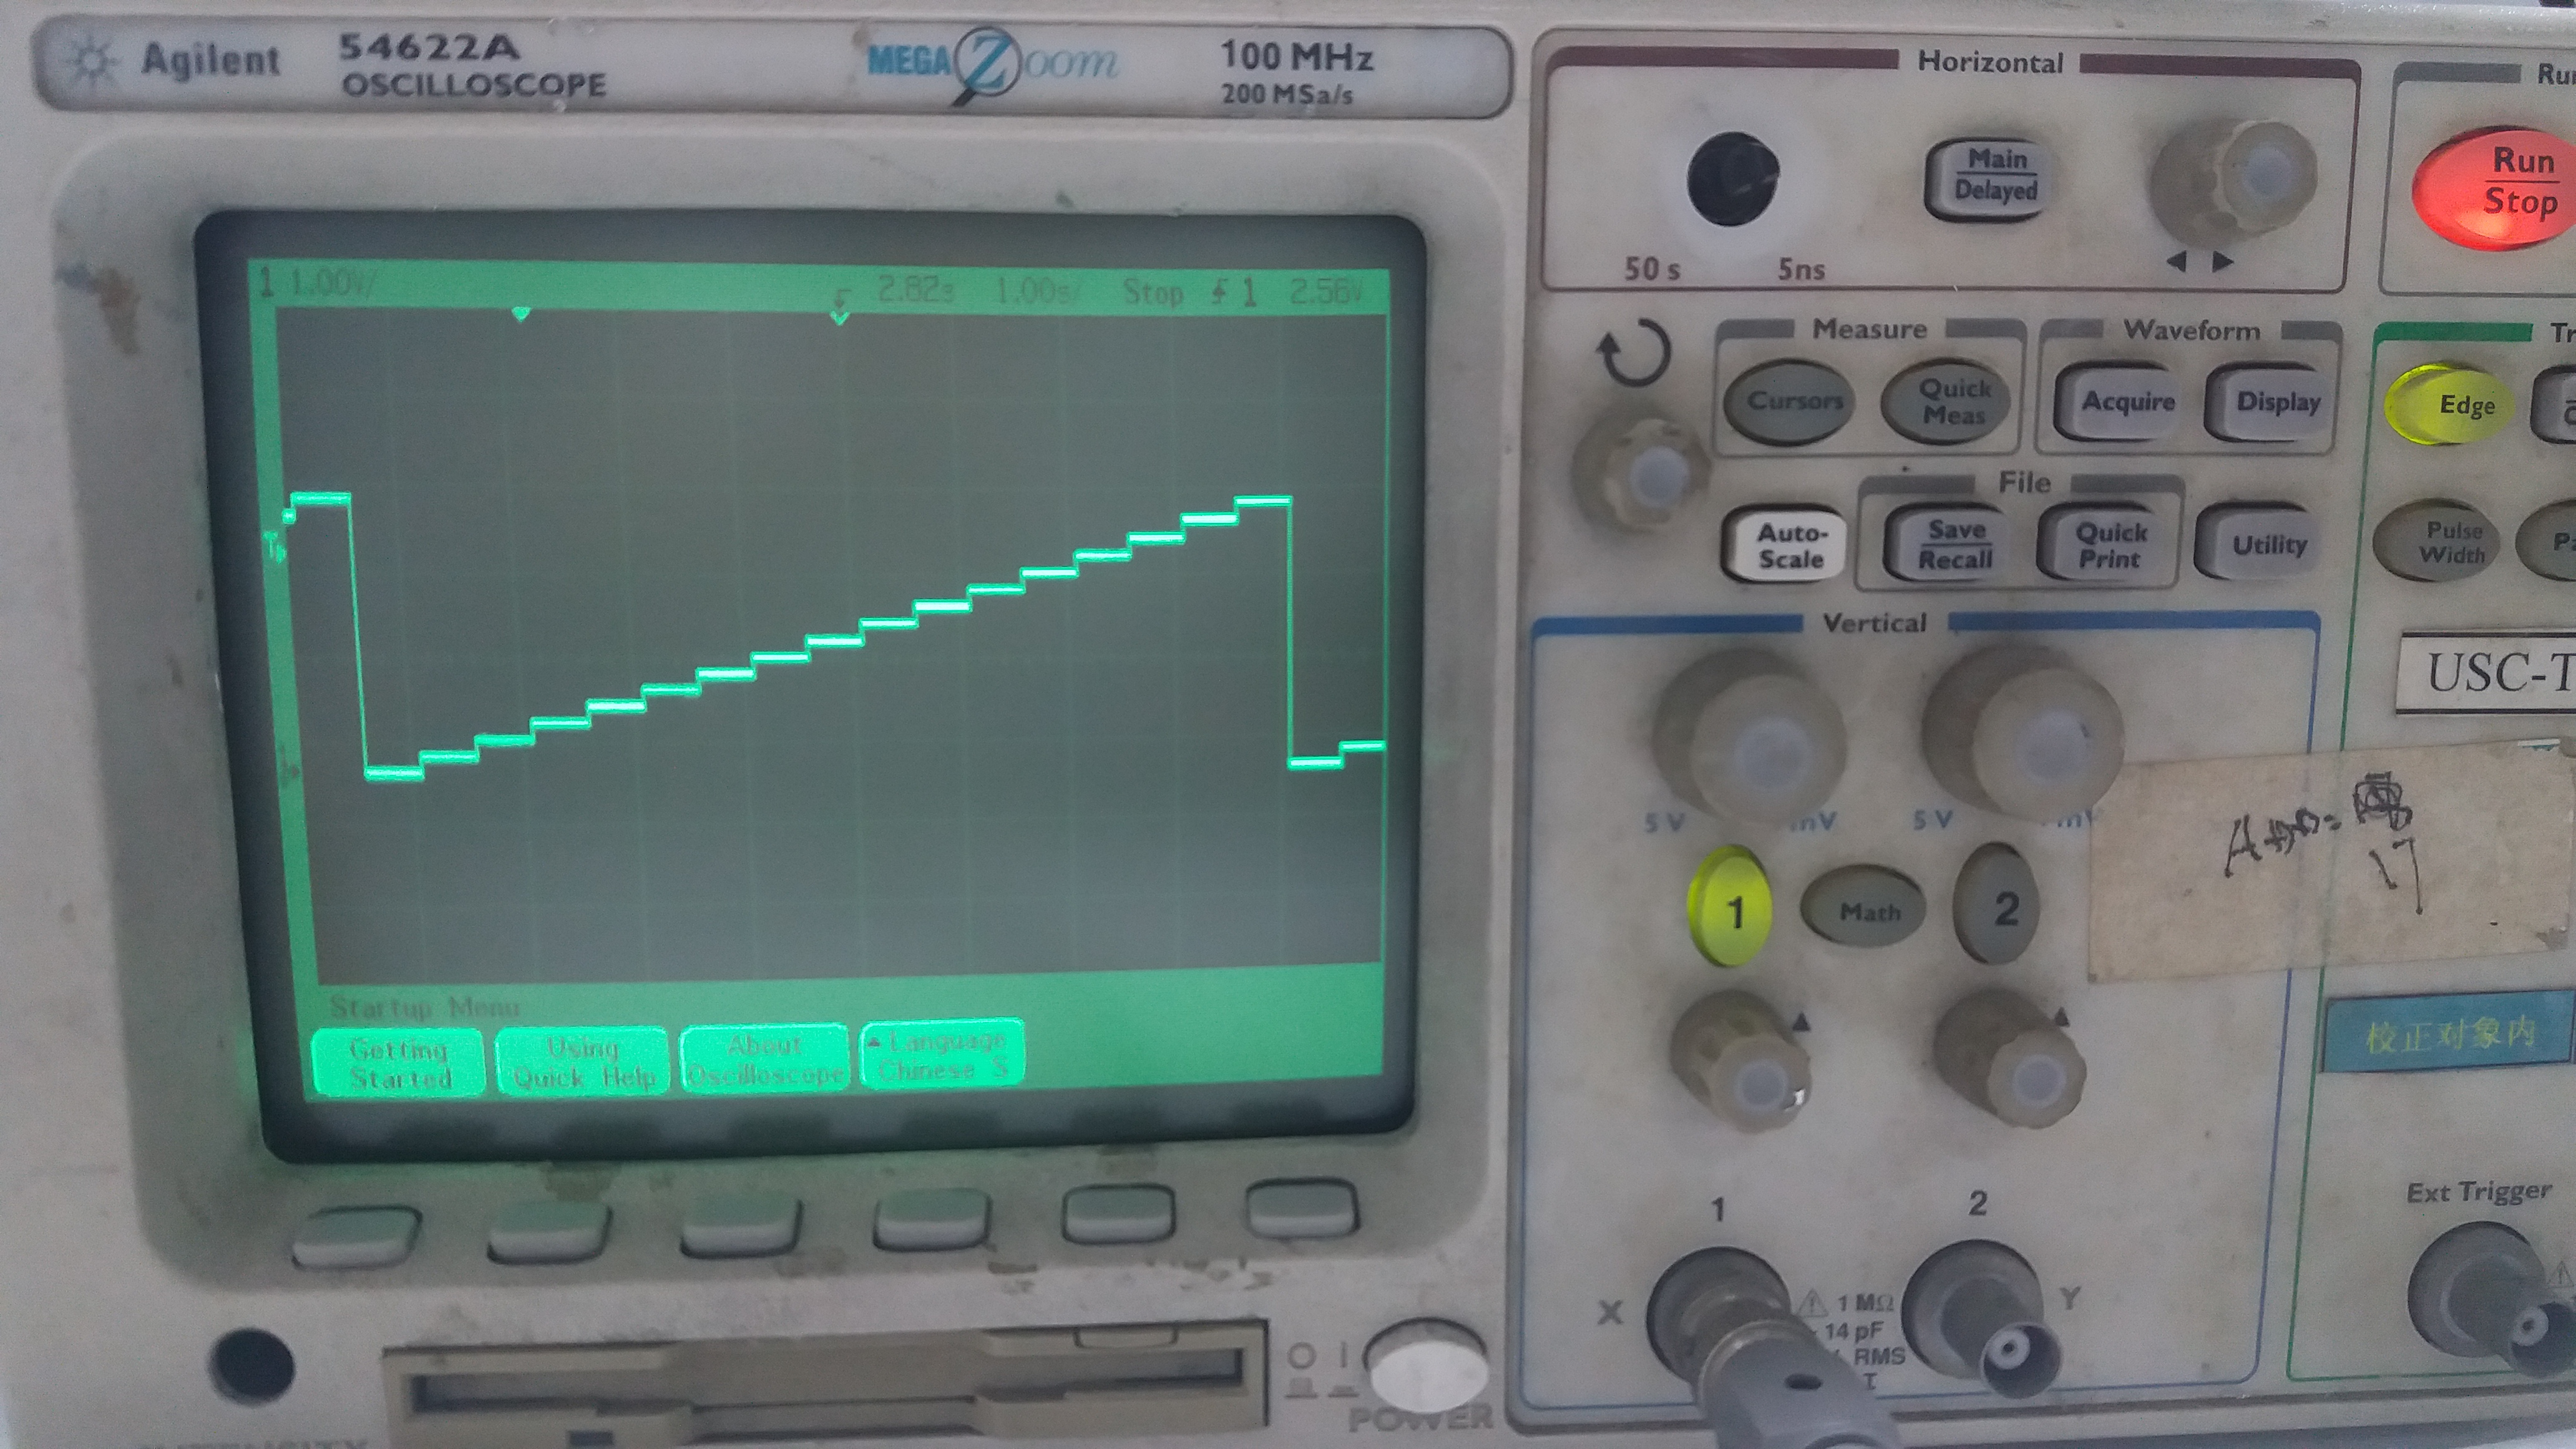 Agilent
54622A
OSCILLOSCOPE
MEGA Zoom
100 MHz
200 MSa/s
1 1.00V/ 2.82s 1.00s/ Stop 1 2.56V
Startup Menu
Getting
Started
Using
Quick Help
About
Oscilloscope
Language
Chinese S
POWER
Horizontal
Main
Delayed
50 s
5ns
Run
Stop
Measure
Cursors
Quick
Meas
Waveform
Acquire
Display
Edge
Auto-
Scale
File
Save
Recall
Quick
Print
Utility
Pulse
Width
Vertical
5 V
mV
5 V
1
Math
2
USC-T
17
校正对象内
1
2
X
Y
1 MΩ
14 pF
RMS
Ext Trigger